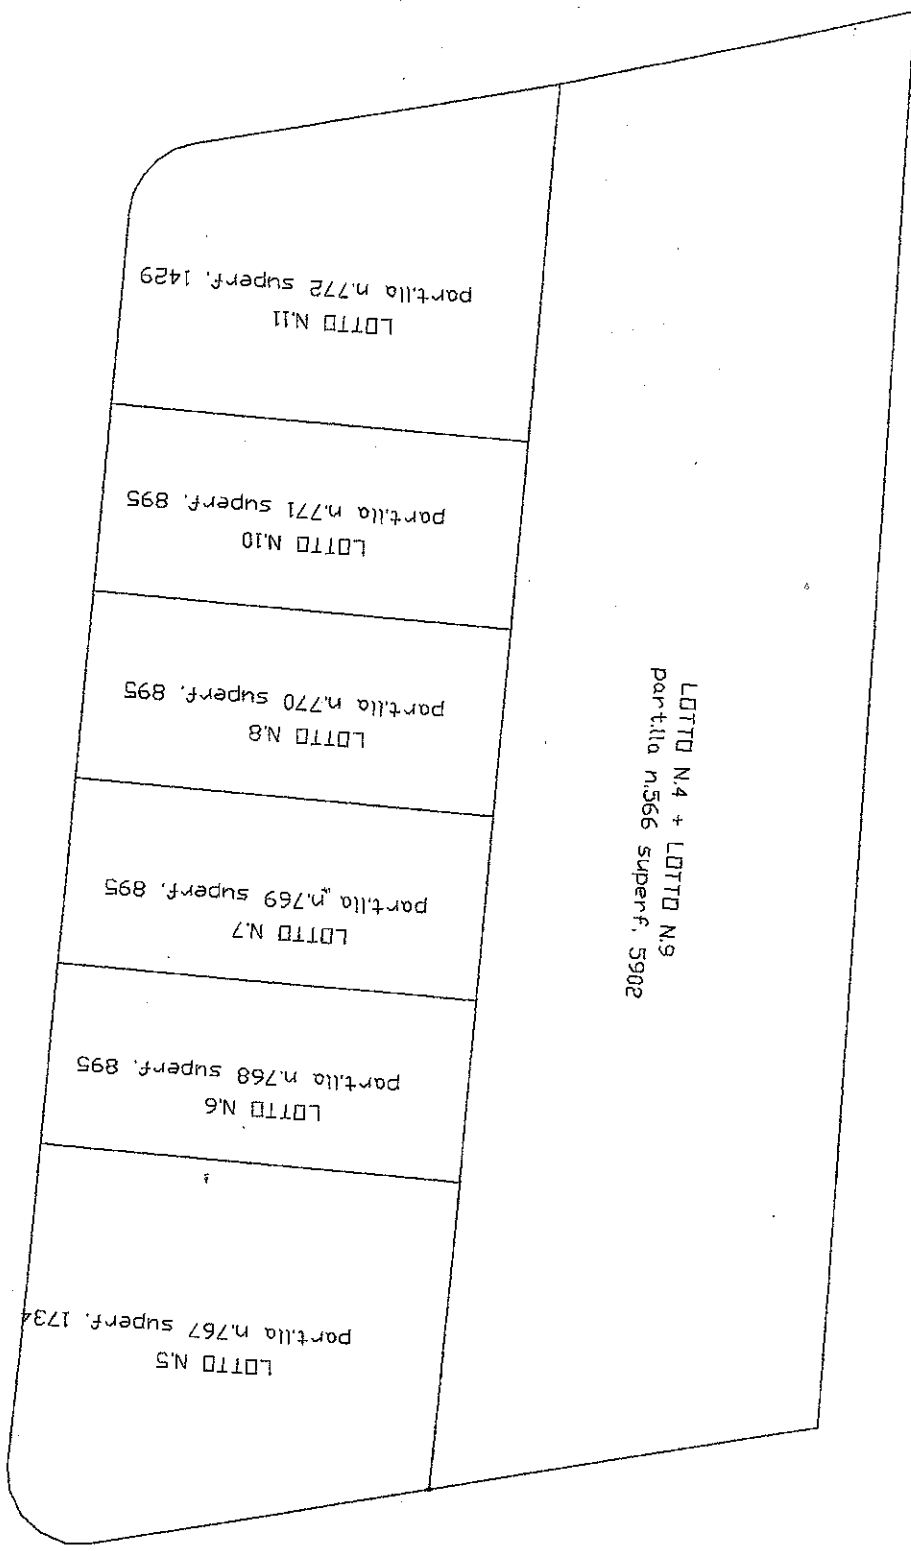 LOTTO N.11
part.lla n.772 superf. 1429
LOTTO N.10
part.lla n.771 superf. 895
LOTTO N.8
part.lla n.770 superf. 895
LOTTO N.7
part.lla n.769 superf. 895
LOTTO N.6
part.lla n.768 superf. 895
LOTTO N.5
part.lla n.767 superf. 1734
LOTTO N.4 + LOTTO N.9
part.lla n.566 superf. 5902